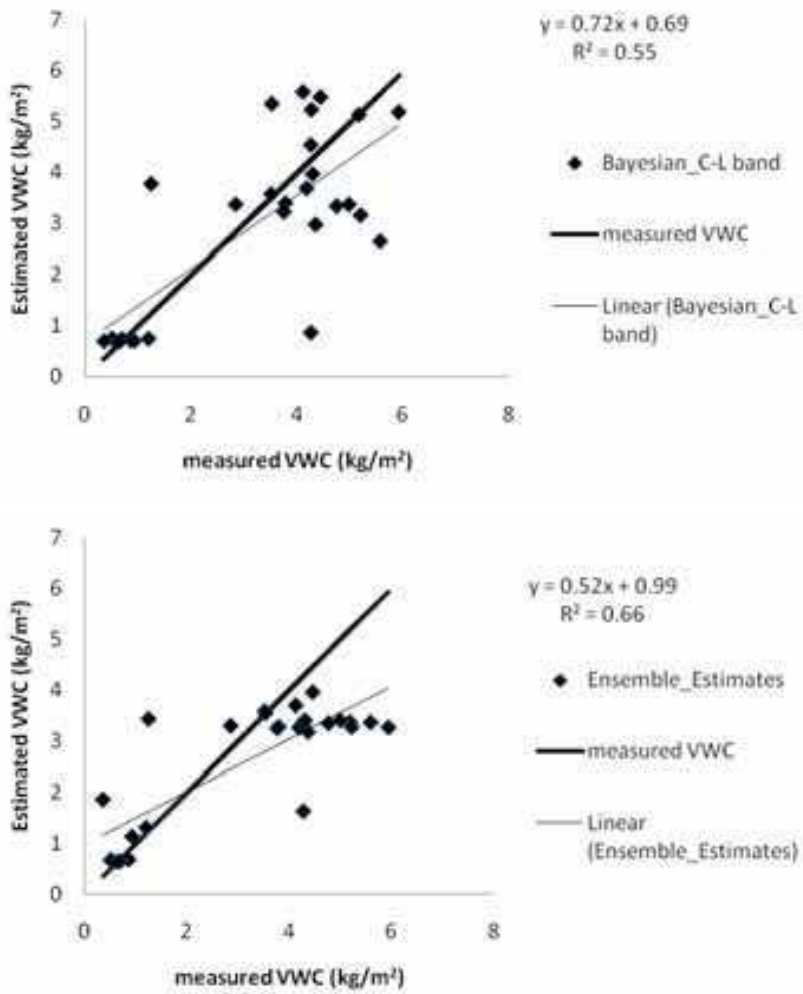 y = 0.72x + 0.69
R² = 0.55
7
6
5
4
3
2
1
0
Estimated VWC (kg/m²)
0 2 4 6 8
measured VWC (kg/m²)
Bayesian_C-L band
measured VWC
Linear (Bayesian_C-L
band)
y = 0.52x + 0.99
R² = 0.66
7
6
5
4
3
2
1
0
Estimated VWC (kg/m²)
0 2 4 6 8
measured VWC (kg/m²)
Ensemble_Estimates
measured VWC
Linear
(Ensemble_Estimates)